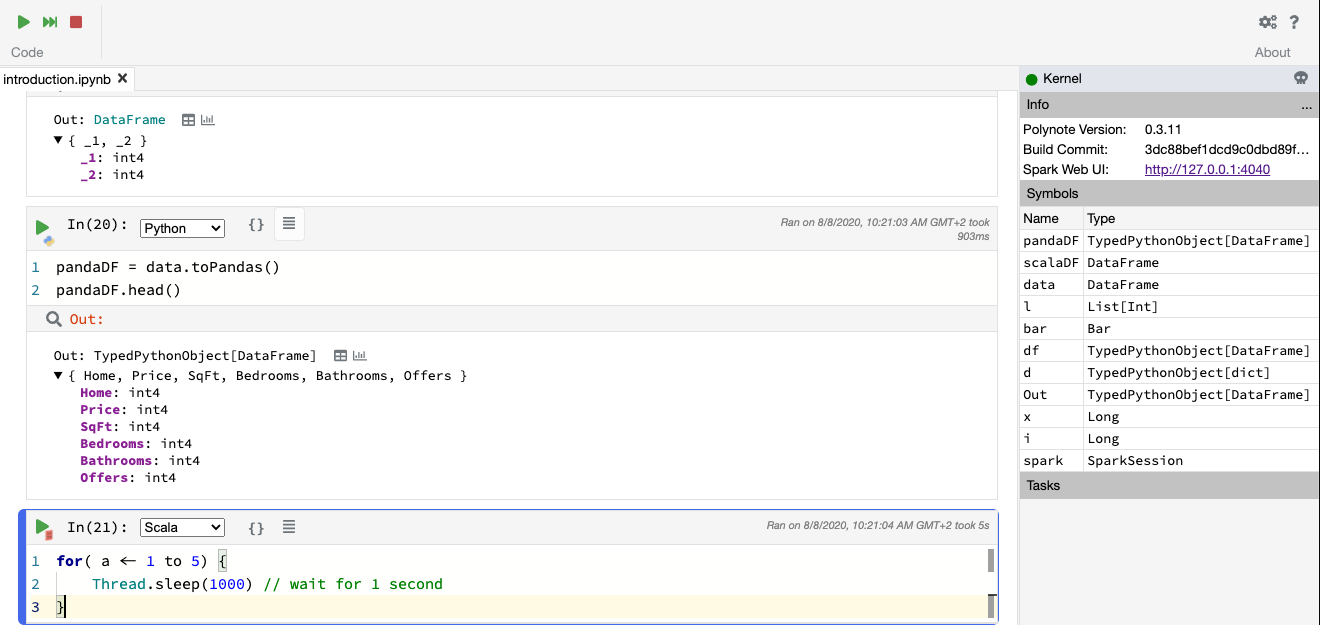 Code
About
introduction.ipynb
Out: DataFrame
{ _1, _2 }
_1: int4
_2: int4
In(20): Python {} Ran on 8/8/2020, 10:21:03 AM GMT+2 took
903ms
1 pandaDF = data.toPandas()
2 pandaDF.head()
Out:
Out: TypedPythonObject[DataFrame]
{ Home, Price, SqFt, Bedrooms, Bathrooms, Offers }
Home: int4
Price: int4
SqFt: int4
Bedrooms: int4
Bathrooms: int4
Offers: int4
In(21): Scala {} Ran on 8/8/2020, 10:21:04 AM GMT+2 took 5s
1 for( a ← 1 to 5) {
2 Thread.sleep(1000) // wait for 1 second
3 }
Kernel
Info ...
Polynote Version: 0.3.11
Build Commit: 3dc88bef1dcd9c0dbd89f...
Spark Web UI: http://127.0.0.1:4040
Symbols
Name Type
pandaDF TypedPythonObject[DataFrame]
scalaDF DataFrame
data DataFrame
l List[Int]
bar Bar
df TypedPythonObject[DataFrame]
d TypedPythonObject[dict]
Out TypedPythonObject[DataFrame]
x Long
i Long
spark SparkSession
Tasks